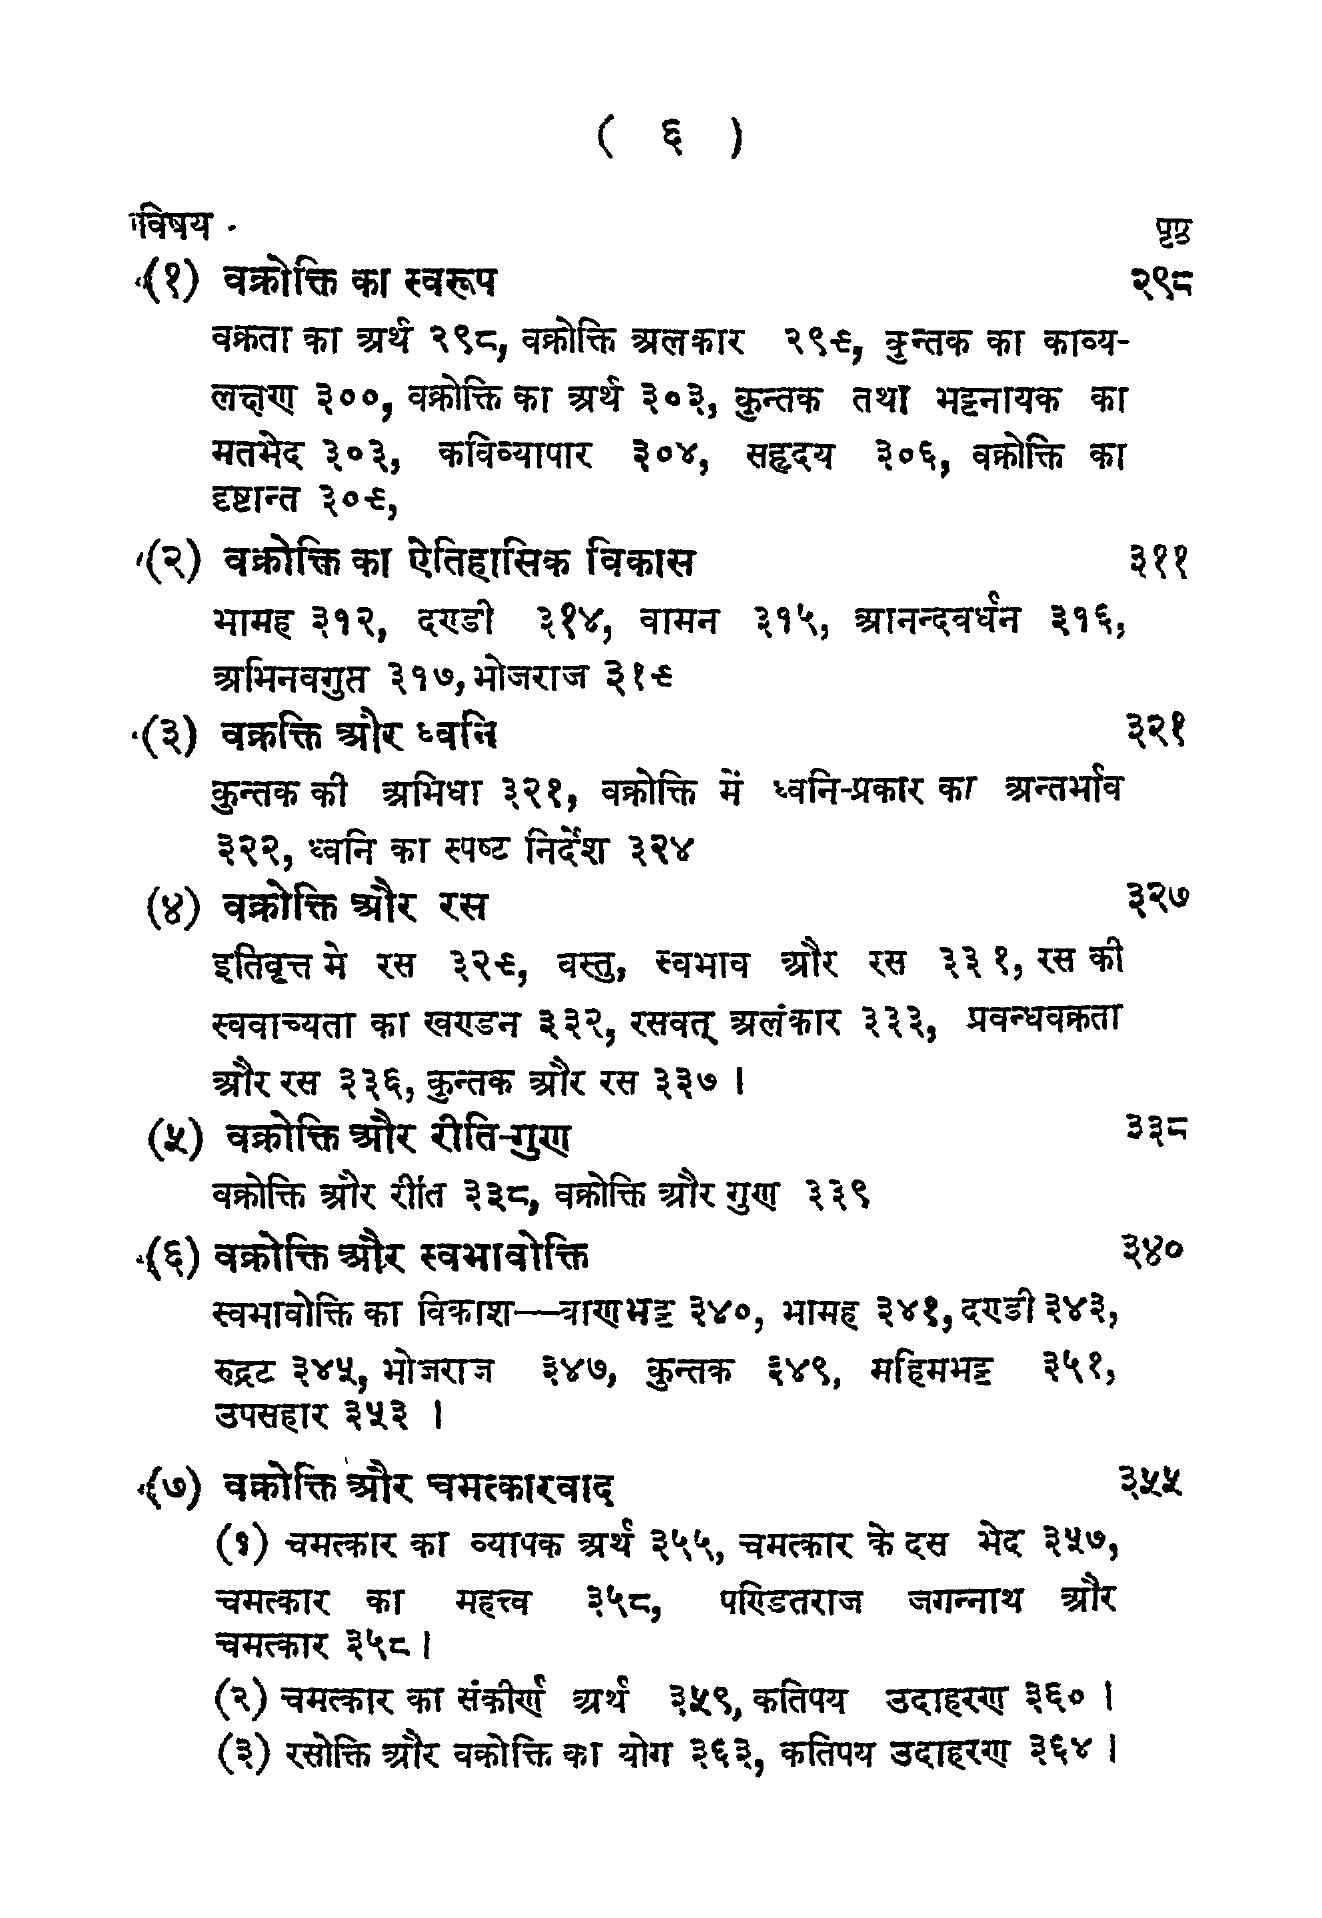 ( ६ )
विषय पृष्ठ
(१) वक्रोक्ति का स्वरूप २९८
वक्रता का अर्थ २९८, वक्रोक्ति अलकार २९९, कुन्तक का काव्य-
लक्षण ३००, वक्रोक्ति का अर्थ ३०३, कुन्तक तथा भट्टनायक का
मतभेद ३०३, कविव्यापार ३०४, सहृदय ३०६, वक्रोक्ति का
दृष्टान्त ३०९,
(२) वक्रोक्ति का ऐतिहासिक विकास ३११
भामह ३१२, दण्डी ३१४, वामन ३१५, आनन्दवर्धन ३१६,
अभिनवगुप्त ३१७, भोजराज ३१९
(३) वक्रक्ति और ध्वनि ३२१
कुन्तक की अभिधा ३२१, वक्रोक्ति में ध्वनि-प्रकार का अन्तर्भाव
३२२, ध्वनि का स्पष्ट निर्देश ३२४
(४) वक्रोक्ति और रस ३२७
इतिवृत्त मे रस ३२९, वस्तु, स्वभाव और रस ३३१, रस की
स्ववाच्यता का खण्डन ३३२, रसवत् अलंकार ३३३, प्रवन्धवक्रता
और रस ३३६, कुन्तक और रस ३३७ ।
(५) वक्रोक्ति और रीति-गुण ३३८
वक्रोक्ति और रीति ३३८, वक्रोक्ति और गुण ३३९
(६) वक्रोक्ति और स्वभावोक्ति ३४०
स्वभावोक्ति का विकाश—वाणभट्ट ३४०, भामह ३४१, दण्डी ३४३,
रुद्रट ३४५, भोजराज ३४७, कुन्तक ३४९, महिमभट्ट ३५१,
उपसहार ३५३ ।
(७) वक्रोक्ति और चमत्कारवाद ३५५
(१) चमत्कार का व्यापक अर्थ ३५५, चमत्कार के दस भेद ३५७,
चमत्कार का महत्त्व ३५८, पण्डितराज जगन्नाथ और
चमत्कार ३५८ ।
(२) चमत्कार का संकीर्ण अर्थ ३५९, कतिपय उदाहरण ३६० ।
(३) रसोक्ति और वक्रोक्ति का योग ३६३, कतिपय उदाहरण ३६४ ।